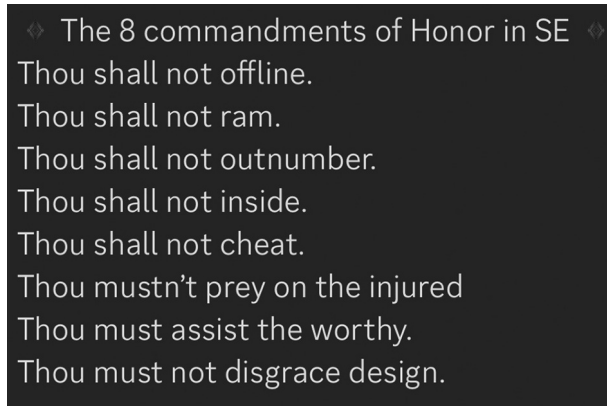 The 8 commandments of Honor in SE
Thou shall not offline.
Thou shall not ram.
Thou shall not outnumber.
Thou shall not inside.
Thou shall not cheat.
Thou mustn’t prey on the injured
Thou must assist the worthy.
Thou must not disgrace design.